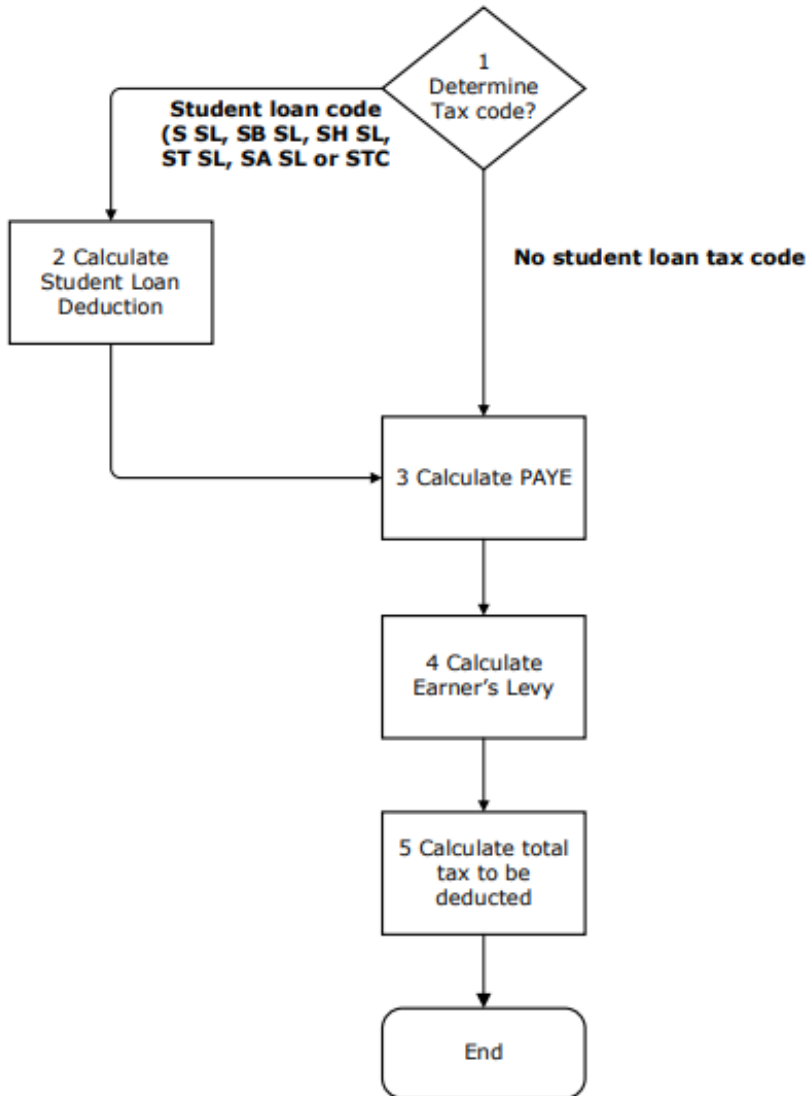 1
Determine
Tax code?
Student loan code
(S SL, SB SL, SH SL,
ST SL, SA SL or STC
2 Calculate
Student Loan
Deduction
No student loan tax code
3 Calculate PAYE
4 Calculate
Earner’s Levy
5 Calculate total
tax to be
deducted
End